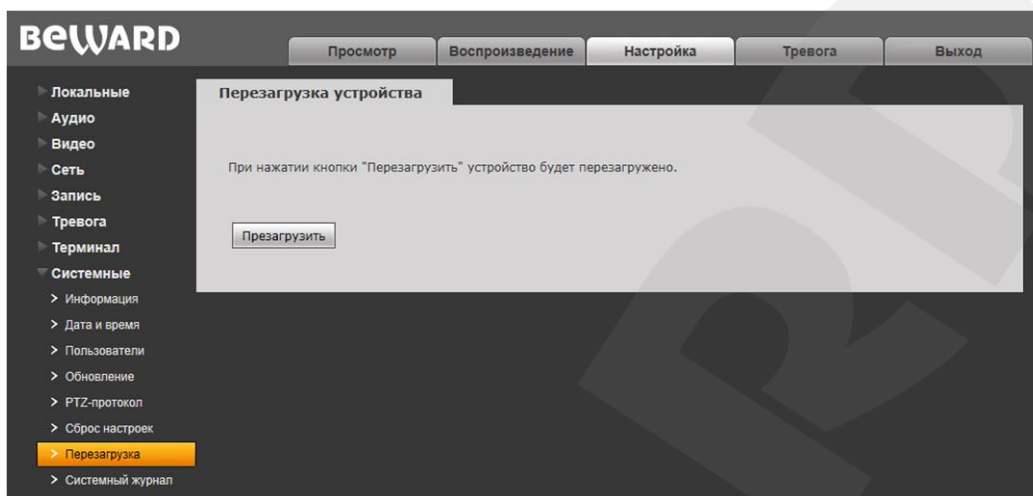 BEWARD
Просмотр Воспроизведение Настройка Тревога Выход
Локальные
Аудио
Видео
Сеть
Запись
Тревога
Терминал
Системные
Информация
Дата и время
Пользователи
Обновление
PTZ-протокол
Сброс настроек
Перезагрузка
Системный журнал
Перезагрузка устройства
При нажатии кнопки "Перезагрузить" устройство будет перезагружено.
Презагрузить